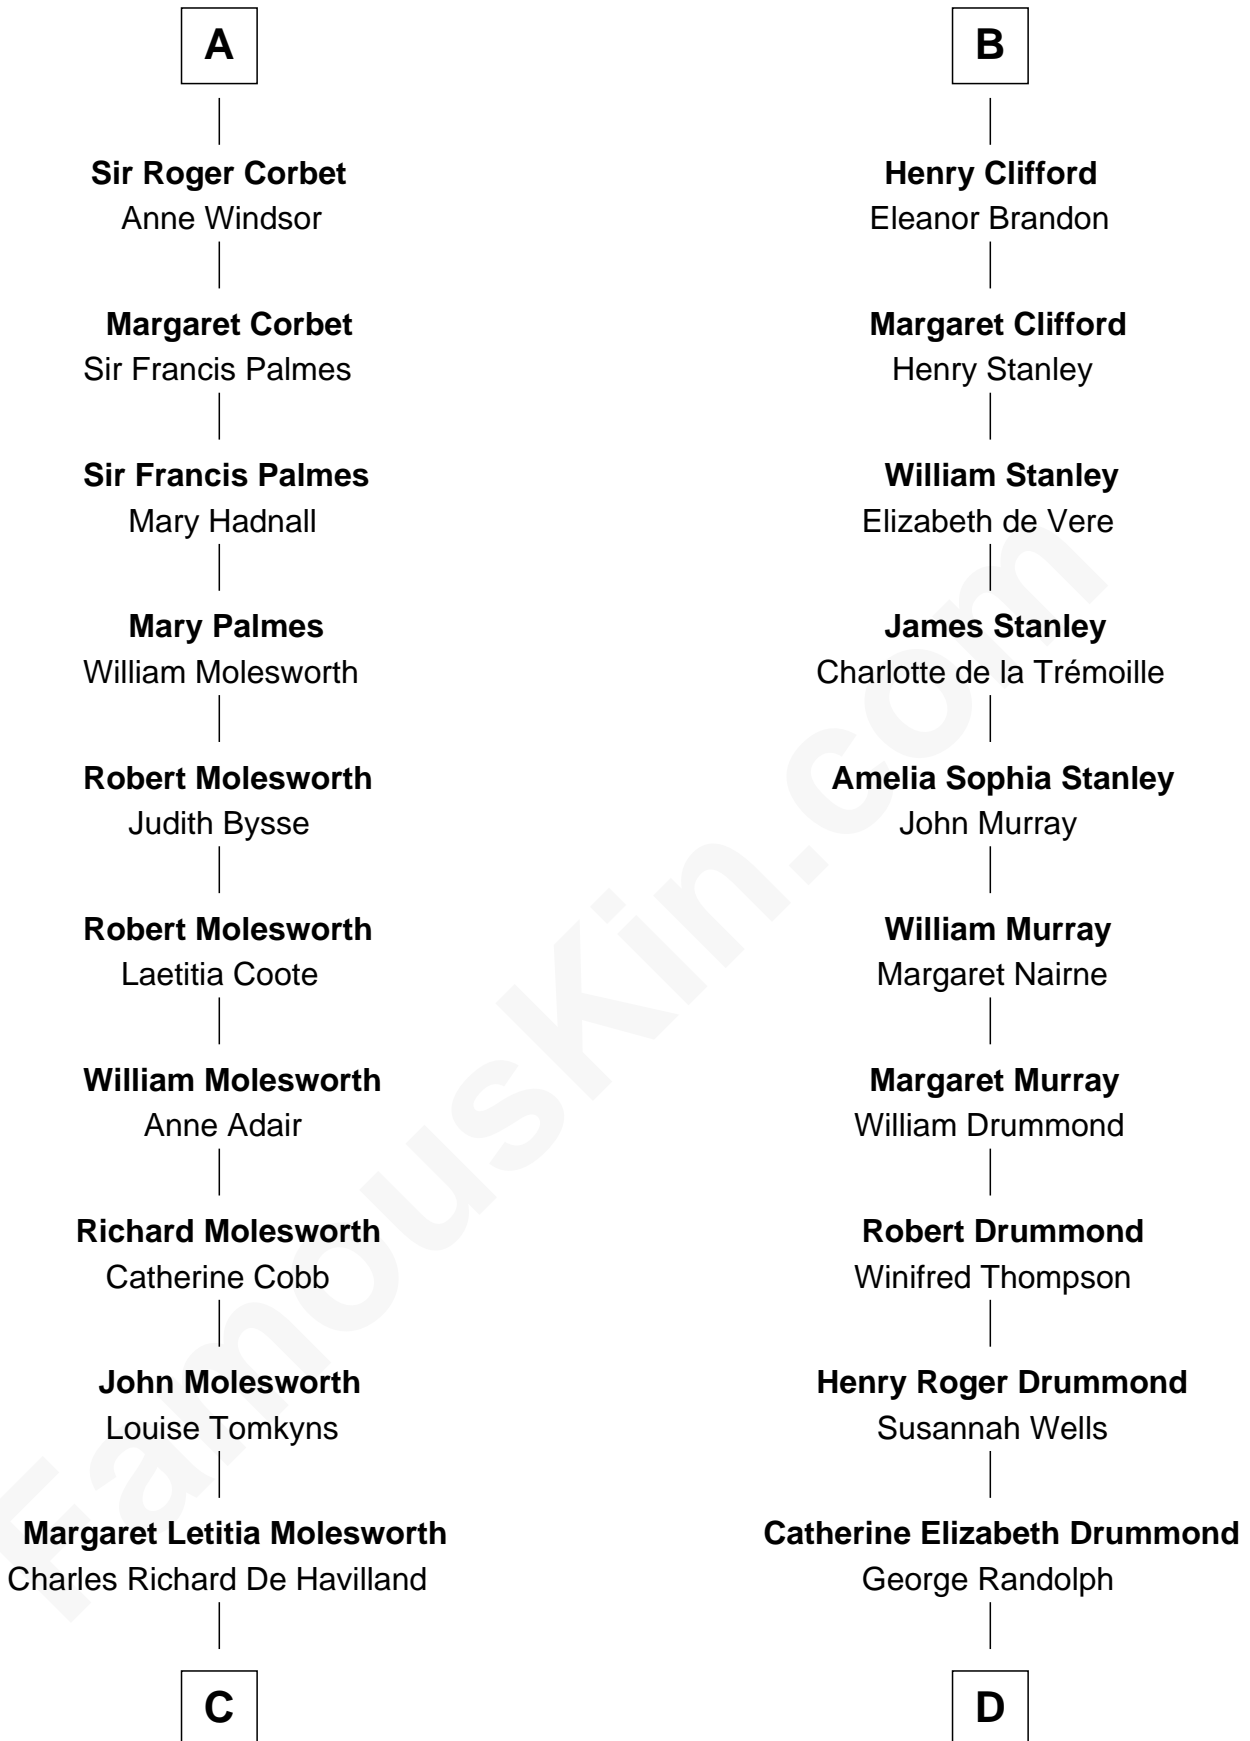 A
Sir Roger Corbet
Anne Windsor
Margaret Corbet
Sir Francis Palmes
Sir Francis Palmes
Mary Hadnall
Mary Palmes
William Molesworth
Robert Molesworth
Judith Bysse
Robert Molesworth
Laetitia Coote
William Molesworth
Anne Adair
Richard Molesworth
Catherine Cobb
John Molesworth
Louise Tomkyns
Margaret Letitia Molesworth
Charles Richard De Havilland
C
B
Henry Clifford
Eleanor Brandon
Margaret Clifford
Henry Stanley
William Stanley
Elizabeth de Vere
James Stanley
Charlotte de la Trémoille
Amelia Sophia Stanley
John Murray
William Murray
Margaret Nairne
Margaret Murray
William Drummond
Robert Drummond
Winifred Thompson
Henry Roger Drummond
Susannah Wells
Catherine Elizabeth Drummond
George Randolph
D
FamousKin.com